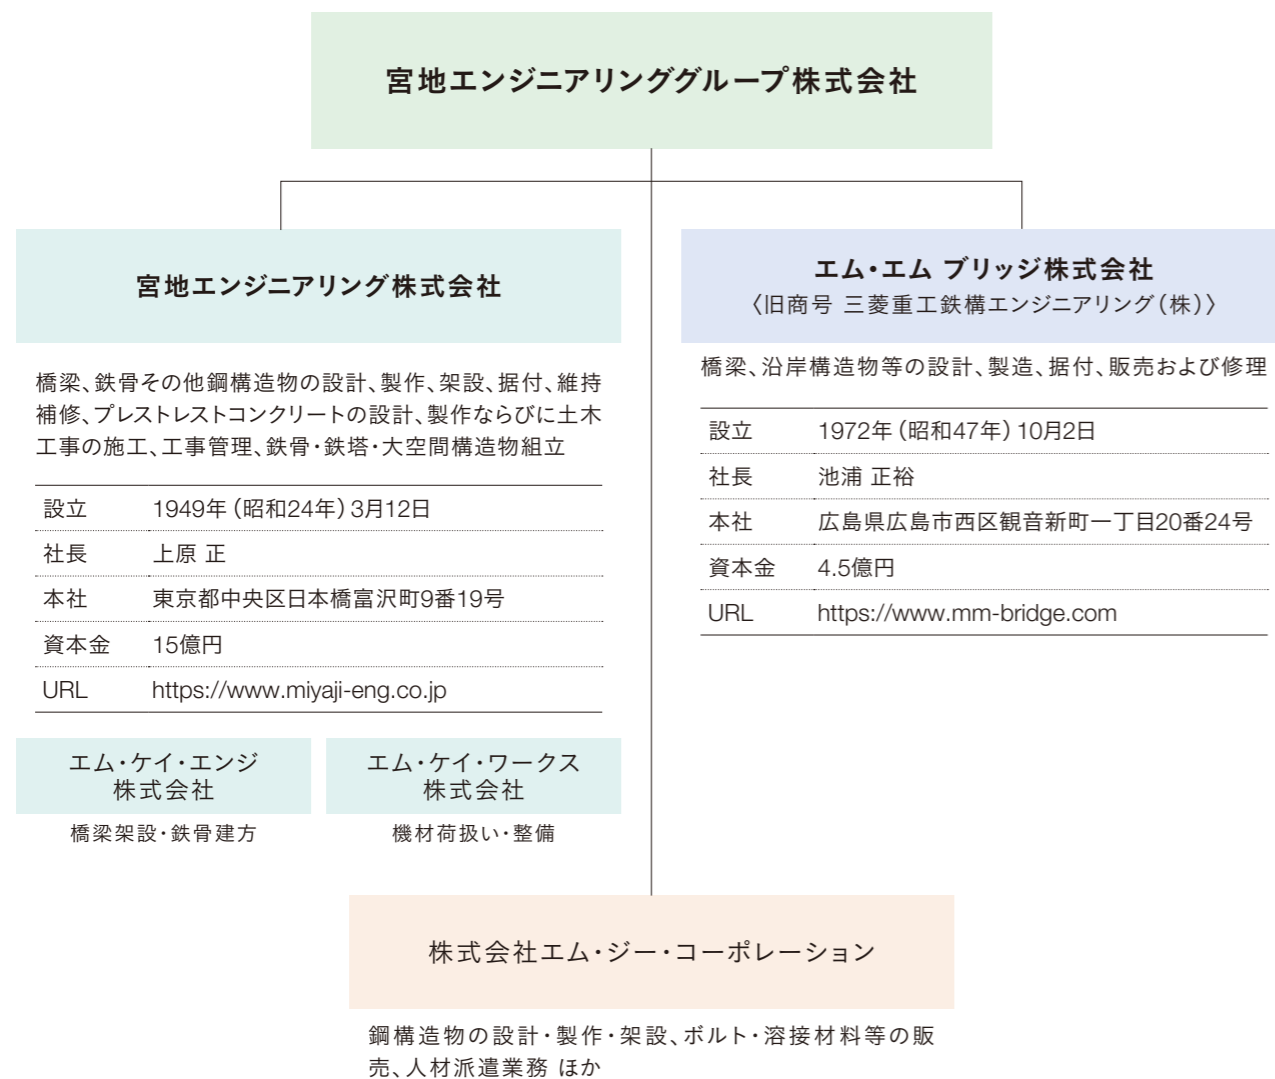 宮地エンジニアリンググループ株式会社
宮地エンジニアリング株式会社
橋梁、鉄骨その他鋼構造物の設計、製作、架設、据付、維持
補修、プレストレストコンクリートの設計、製作ならびに土木
工事の施工、工事管理、鉄骨・鉄塔・大空間構造物組立
設立 1949年（昭和24年）3月12日
社長 上原 正
本社 東京都中央区日本橋富沢町9番19号
資本金 15億円
URL https://www.miyaji-eng.co.jp
エム・ケイ・エンジ
株式会社
橋梁架設・鉄骨建方
エム・ケイ・ワークス
株式会社
機材荷扱い・整備
エム・エム ブリッジ株式会社
〈旧商号 三菱重工鉄構エンジニアリング（株）〉
橋梁、沿岸構造物等の設計、製造、据付、販売および修理
設立 1972年（昭和47年）10月2日
社長 池浦 正裕
本社 広島県広島市西区観音新町一丁目20番24号
資本金 4.5億円
URL https://www.mm-bridge.com
株式会社エム・ジー・コーポレーション
鋼構造物の設計・製作・架設、ボルト・溶接材料等の販
売、人材派遣業務 ほか